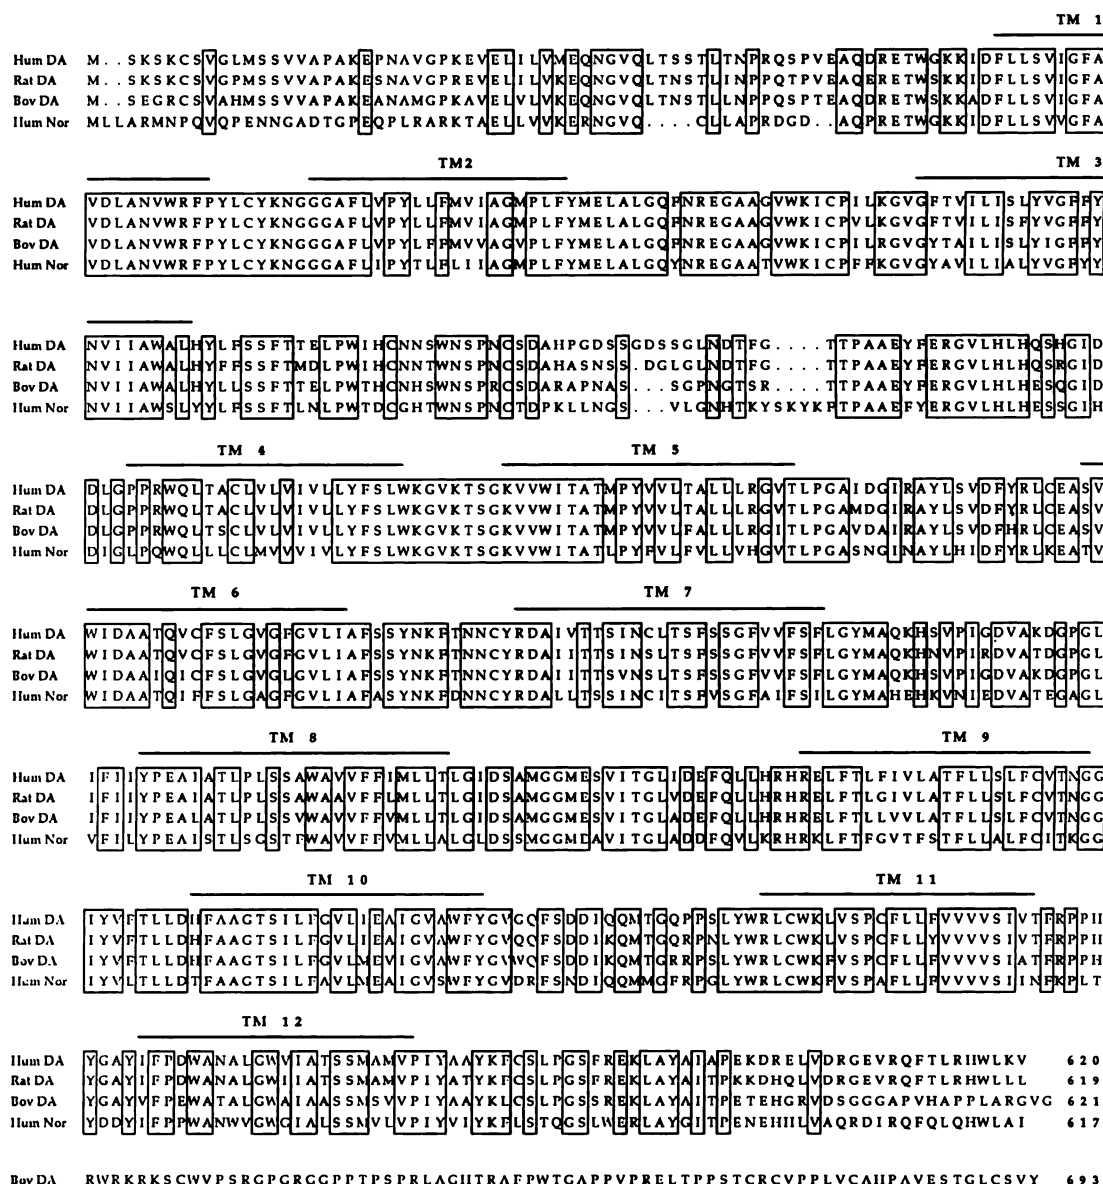 TM 1
Hum DA M..SKSKCSVGLMSSVVAPAKEPNAVGPKEVELILVMEQNGVQLTSSTLTNPRQSPVEAQDRETWGKKIDFLLSVIGFA
Rat DA M..SKSKCSVGPMSSVVAPAKESNAVGPREVELILVKEQNGVQLTNSTLINPPQTPVEAQERETWSKKIDFLLSVIGFA
Bov DA M..SEGRCSVAHMSSVVAPAKEANAMGPKAVELVLVKEQNGVQLTNSTLLNPPQSPTEAQDRETWSKKADFLLSVIGFA
Hum Nor MLLARMNPQVQPENNGADTGPEQPLRARKTAELLVVKERNGVQ....CLLAPRDGD..AQPRETWGKKIDFLLSVVGFA
TM2 TM 3
Hum DA VDLANVWRFPYLCYKNGGGAFLVPYLLFMVIAGMPLFYMELALGQFNREGAAGVWKICPILKGVGFTVILISLYVGFFY
Rat DA VDLANVWRFPYLCYKNGGGAFLVPYLLFMVIAGMPLFYMELALGQFNREGAAGVWKICPVLKGVGFTVILISFYVGFFY
Bov DA VDLANVWRFPYLCYKNGGGAFLVPYLFFMVVAGVPLFYMELALGQFNREGAAGVWKICPILRGVGYTAILISLYIGFFY
Hum Nor VDLANVWRFPYLCYKNGGGAFLIPYTLFLIIAGMPLFYMELALGQYNREGAATVWKICPFFKGVGYAVILIALYVGFYY
Hum DA NVIIAWALHYLFSSFTTELPWIHCNNSWNSPNCSDAHPGDSSGDSSGLNDTFG....TTPAAEYFERGVLHLHQSHGID
Rat DA NVIIAWALHYFFSSFTMDLPWIHCNNTWNSPNCSDAHASNSS.DGLGLNDTFG....TTPAAEYFERGVLHLHQSRGID
Bov DA NVIIAWALHYLLSSFTTELPWTHCNHSWNSPRCSDARAPNAS...SGPNGTSR....TTPAAEYFERGVLHLHESQGID
Hum Nor NVIIAWSLYYLFSSFTLNLPWTDCGHTWNSPNCTDPKLLNGS...VLGNHTKYSKYKFTPAAEFYERGVLHLHESSGIH
TM 4 TM 5
Hum DA DLGPPRWQLTACLVLVIVLLYFSLWKGVKTSGKVVWITATMPYVVLTALLLRGVTLPGAIDGIRAYLSVDFYRLCEASV
Rat DA DLGPPRWQLTACLVLVIVLLYFSLWKGVKTSGKVVWITATMPYVVLTALLLRGVTLPGAMDGIRAYLSVDFYRLCEASV
Bov DA DLGPPRWQLTSCLVLVIVLLYFSLWKGVKTSGKVVWITATMPYVVLFALLLRGITLPGAVDAIRAYLSVDFHRLCEASV
Hum Nor DIGLPQWQLLLCLMVVVIVLYFSLWKGVKTSGKVVWITATLPYFVLFVLLVHGVTLPGASNGINAYLHIDFYRLKEATV
TM 6 TM 7
Hum DA WIDAATQVCFSLGVGFGVLIAFSSYNKFTNNCYRDAIVTTSINCLTSFSSGFVVFSFLGYMAQKHSVPIGDVAKDGPGL
Rat DA WIDAATQVCFSLGVGFGVLIAFSSYNKFTNNCYRDAIITTSINSLTSFSSGFVVFSFLGYMAQKHNVPIRDVATDGPGL
Bov DA WIDAAIQICFSLGVGLGVLIAFSSYNKFTNNCYRDAIITTSVNSLTSFSSGFVVFSFLGYMAQKHSVPIGDVAKDGPGL
Hum Nor WIDAATQIFFSLGAGFGVLIAFASYNKFDNNCYRDALLTSSINCITSFVSGFAIFSILGYMAHEHKVNIEDVATEGAGL
TM 8 TM 9
Hum DA IFIIYPEAIATLPLSSAWAVVFFIMLLTLGIDSAMGGMESVITGLIDEFQLLHRHRELFTLFIVLATFLLSLFCVTNGG
Rat DA IFIIYPEAIATLPLSSAWAAVFFLMLLTLGIDSAMGGMESVITGLVDEFQLLHRHRELFTLGIVLATFLLSLFCVTNGG
Bov DA IFIIYPEAIATLPLSSVWAVVFFVMLLTLGIDSAMGGMESVITGLADEFQLLHRHRELFTLLVVLATFLLSLFCVTNGG
Hum Nor VFILYPEAISTLSGSTFWAVVFFVMLLALGLDSSMGGMEAVITGLADDFQVLKRHRKLFTFGVTFSTFLLALFCITKGG
TM 10 TM 11
Hum DA IYVFTLLDHFAAGTSILFGVLIEAIGVAWFYGVGQFSDDIQQMTGQPPSLYWRLCWKLVSPCFLLFVVVVSIVTFRPPH
Rat DA IYVFTLLDHFAAGTSILFGVLIEAIGVAWFYGVQQFSDDIKQMTGQRPNLYWRLCWKLVSPCFLLYVVVVSIVTFRPPH
Bov DA IYVFTLLDHFAAGTSILFGVLMEVIGVAWFYGVWQFSDDIKQMTGRRPSLYWRLCWKFVSPCFLLFVVVVSIATFRPPH
Hum Nor IYVLTLLDTFAAGTSILFAVLMEAIGVSWFYGVDRFSNDIQQMMGFRPGLYWRLCWKFVSPAFLLFVVVVSIINFKPLT
TM 12
Hum DA YGAYIFPDWANALGWVIATSSMAMVPIYAAYKFCSLPGSFREKLAYAIAPEKDRELVDRGEVRQFTLRHWLKV 620
Rat DA YGAYIFPDWANALGWIIATSSMAMVPIYATYKFCSLPGSFREKLAYAITPKKDHQLVDRGEVRQFTLRHWLLL 619
Bov DA YGAYVFPEWATALGWAIAASSMSVVPIYAAYKLCSLPGSSREKLAYAITPETEHGRVDSGGGAPVHAPPLARGVG 621
Hum Nor YDDYIFPPWANWVGWGIALSSMVLVPIYVIYKFLSTQGSLWERLAYGITPENEHHLVAQRDIRQFQLQHWLAI 617
Bov DA RWRKRKSCWVPSRGPGRGGPPTPSPRLAGHTRAFPWTGAPPVPRELTPPSTCRCVPPLVCAHPAVESTGLCSVY 693